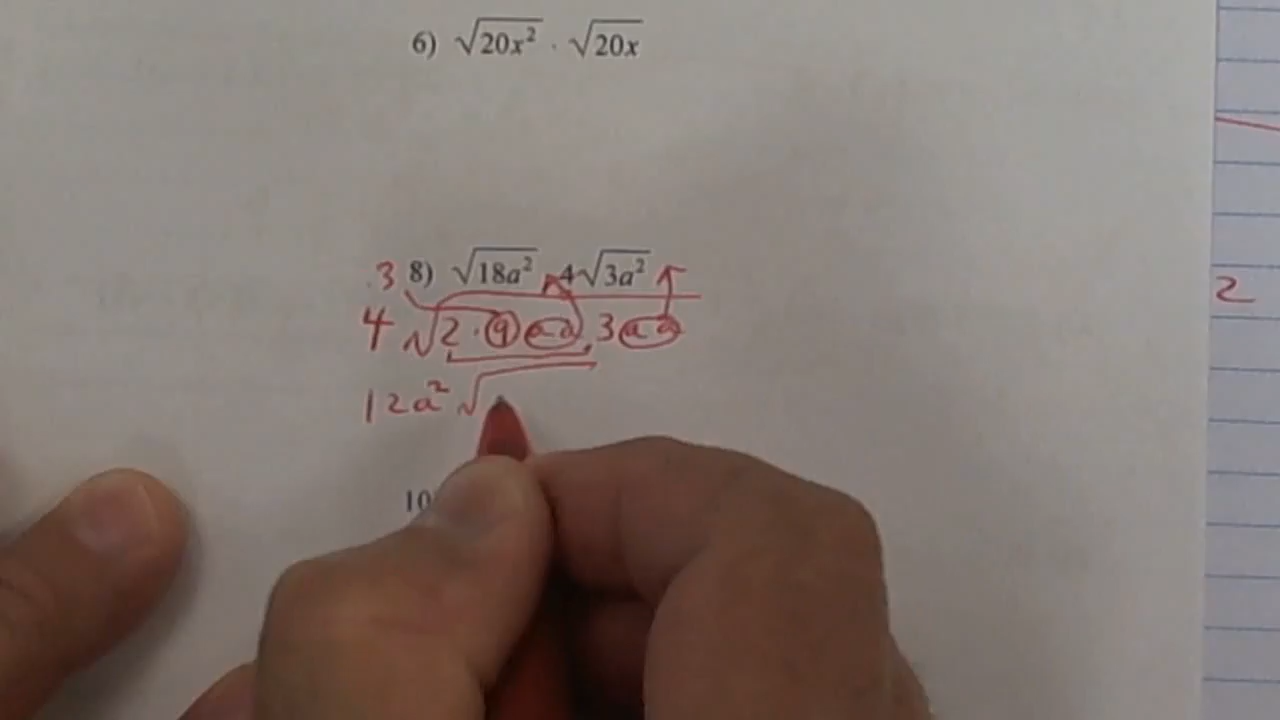 6) √20x² · √20x
.3 8) √18a² · 4√3a²
4 √2 · 9 a a · 3 a a
12a² √
10
2